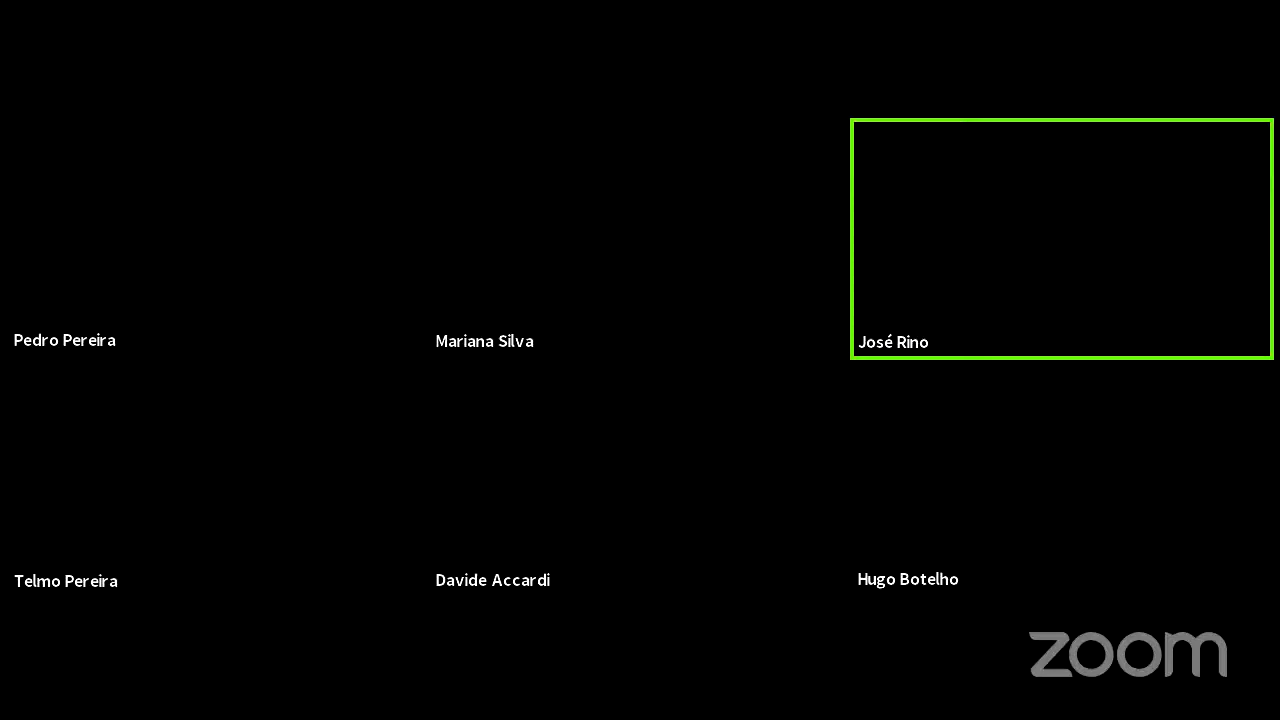 Pedro Pereira
Mariana Silva
José Rino
Telmo Pereira
Davide Accardi
Hugo Botelho
zoom